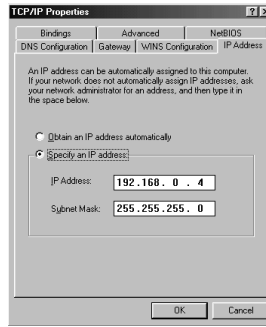 TCP/IP Properties
Bindings Advanced NetBIOS
DNS Configuration Gateway WINS Configuration IP Address
An IP address can be automatically assigned to this computer.
If your network does not automatically assign IP addresses, ask
your network administrator for an address, and then type it in
the space below.
Obtain an IP address automatically
Specify an IP address:
IP Address: 192.168. 0 . 4
Subnet Mask: 255.255.255. 0
OK Cancel